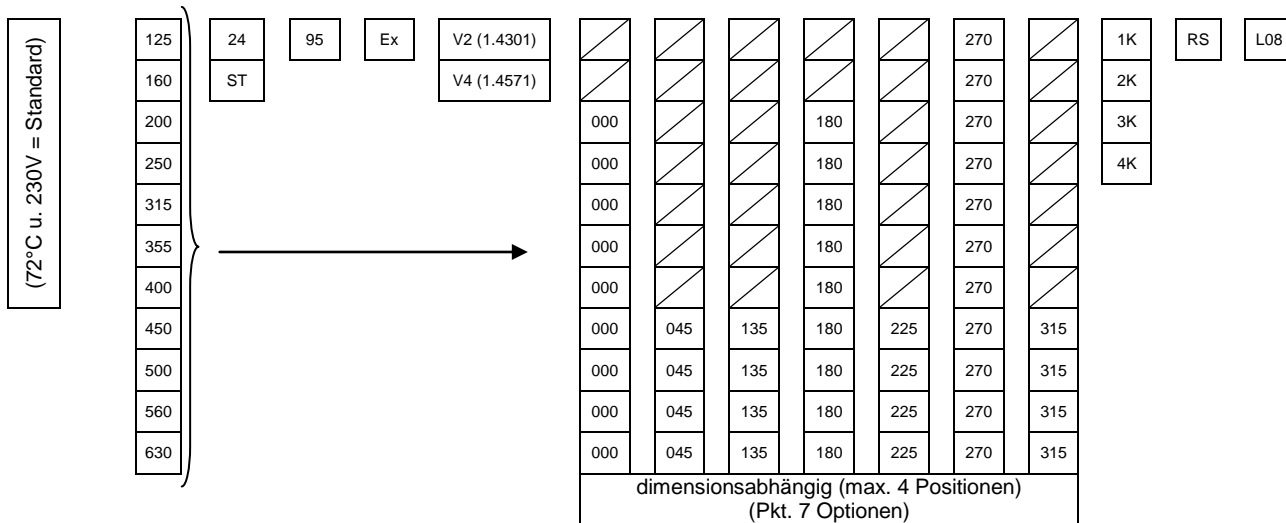 (72°C u. 230V = Standard)
125 24 95 Ex V2 (1.4301) 270 1K RS L08
160 ST V4 (1.4571) 270 2K
200 000 180 270 3K
250 000 180 270 4K
315 000 180 270
355 000 180 270
400 000 180 270
450 000 045 135 180 225 270 315
500 000 045 135 180 225 270 315
560 000 045 135 180 225 270 315
630 000 045 135 180 225 270 315
dimensionsabhängig (max. 4 Positionen)
(Pkt. 7 Optionen)